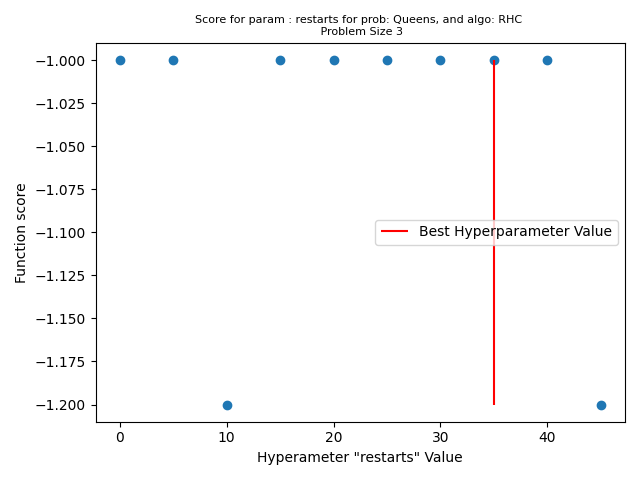 Score for param : restarts for prob: Queens, and algo: RHC
Problem Size 3
Function score
−1.000
−1.025
−1.050
−1.075
−1.100
−1.125
−1.150
−1.175
−1.200
Best Hyperparameter Value
0 10 20 30 40
Hyperameter "restarts" Value